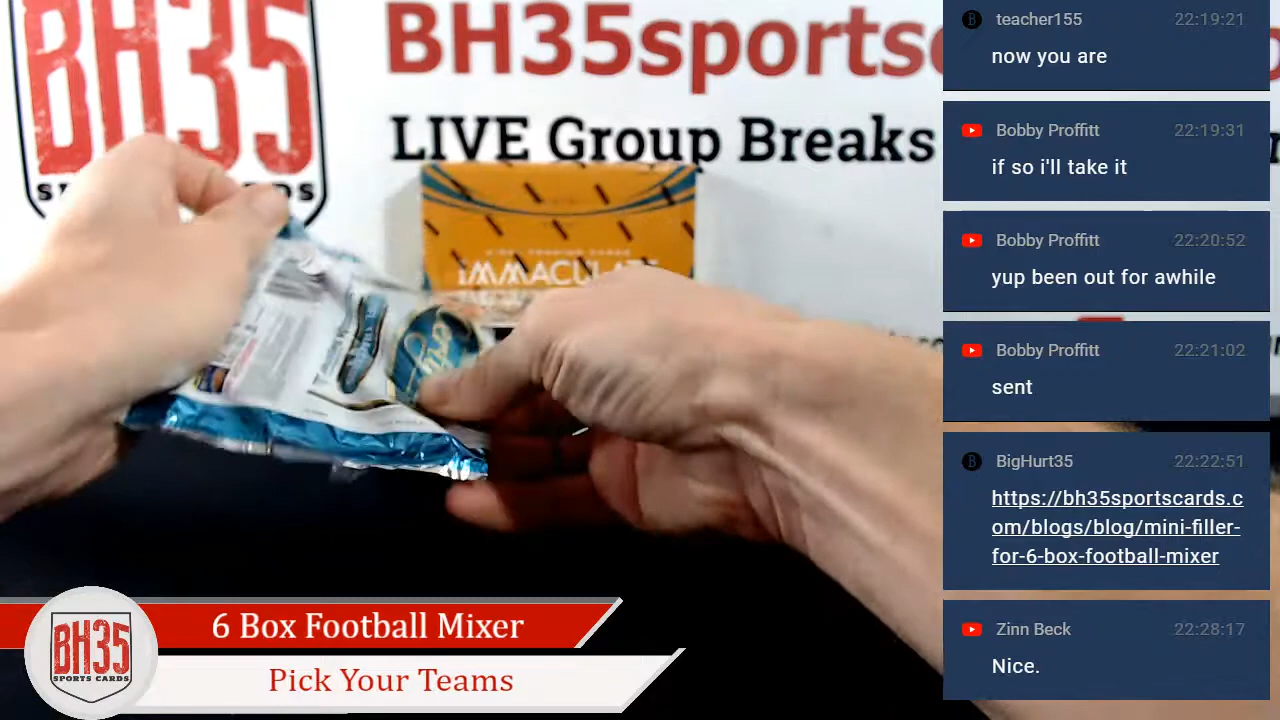 BH35
BH35sports
LIVE Group Breaks
IMMACULATE
teacher155 22:19:21
now you are
Bobby Proffitt 22:19:31
if so i'll take it
Bobby Proffitt 22:20:52
yup been out for awhile
Bobby Proffitt 22:21:02
sent
BigHurt35 22:22:51
https://bh35sportscards.c
om/blogs/blog/mini-filler-
for-6-box-football-mixer
Zinn Beck 22:28:17
Nice.
6 Box Football Mixer
Pick Your Teams
BH35
SPORTS CARDS